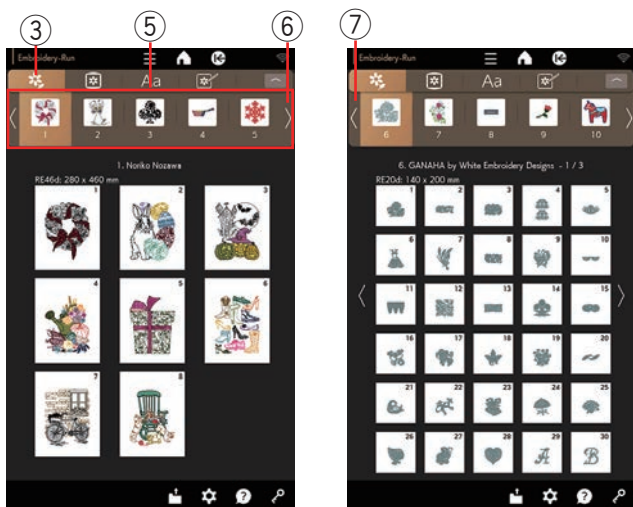 ③ ⑤ ⑥ ⑦
Embroidery-Run
Aa
1 2 3 4 5
1. Noriko Nozawa
RE46d: 280 x 460 mm
1 2 3
4 5 6
7 8
Embroidery-Run
Aa
6 7 8 9 10
6. GANAHA by White Embroidery Designs - 1 / 3
RE20d: 140 x 200 mm
1 2 3 4 5
6 7 8 9 10
11 12 13 14 15
16 17 18 19 20
21 22 23 24 25
26 27 28 29 30
A B